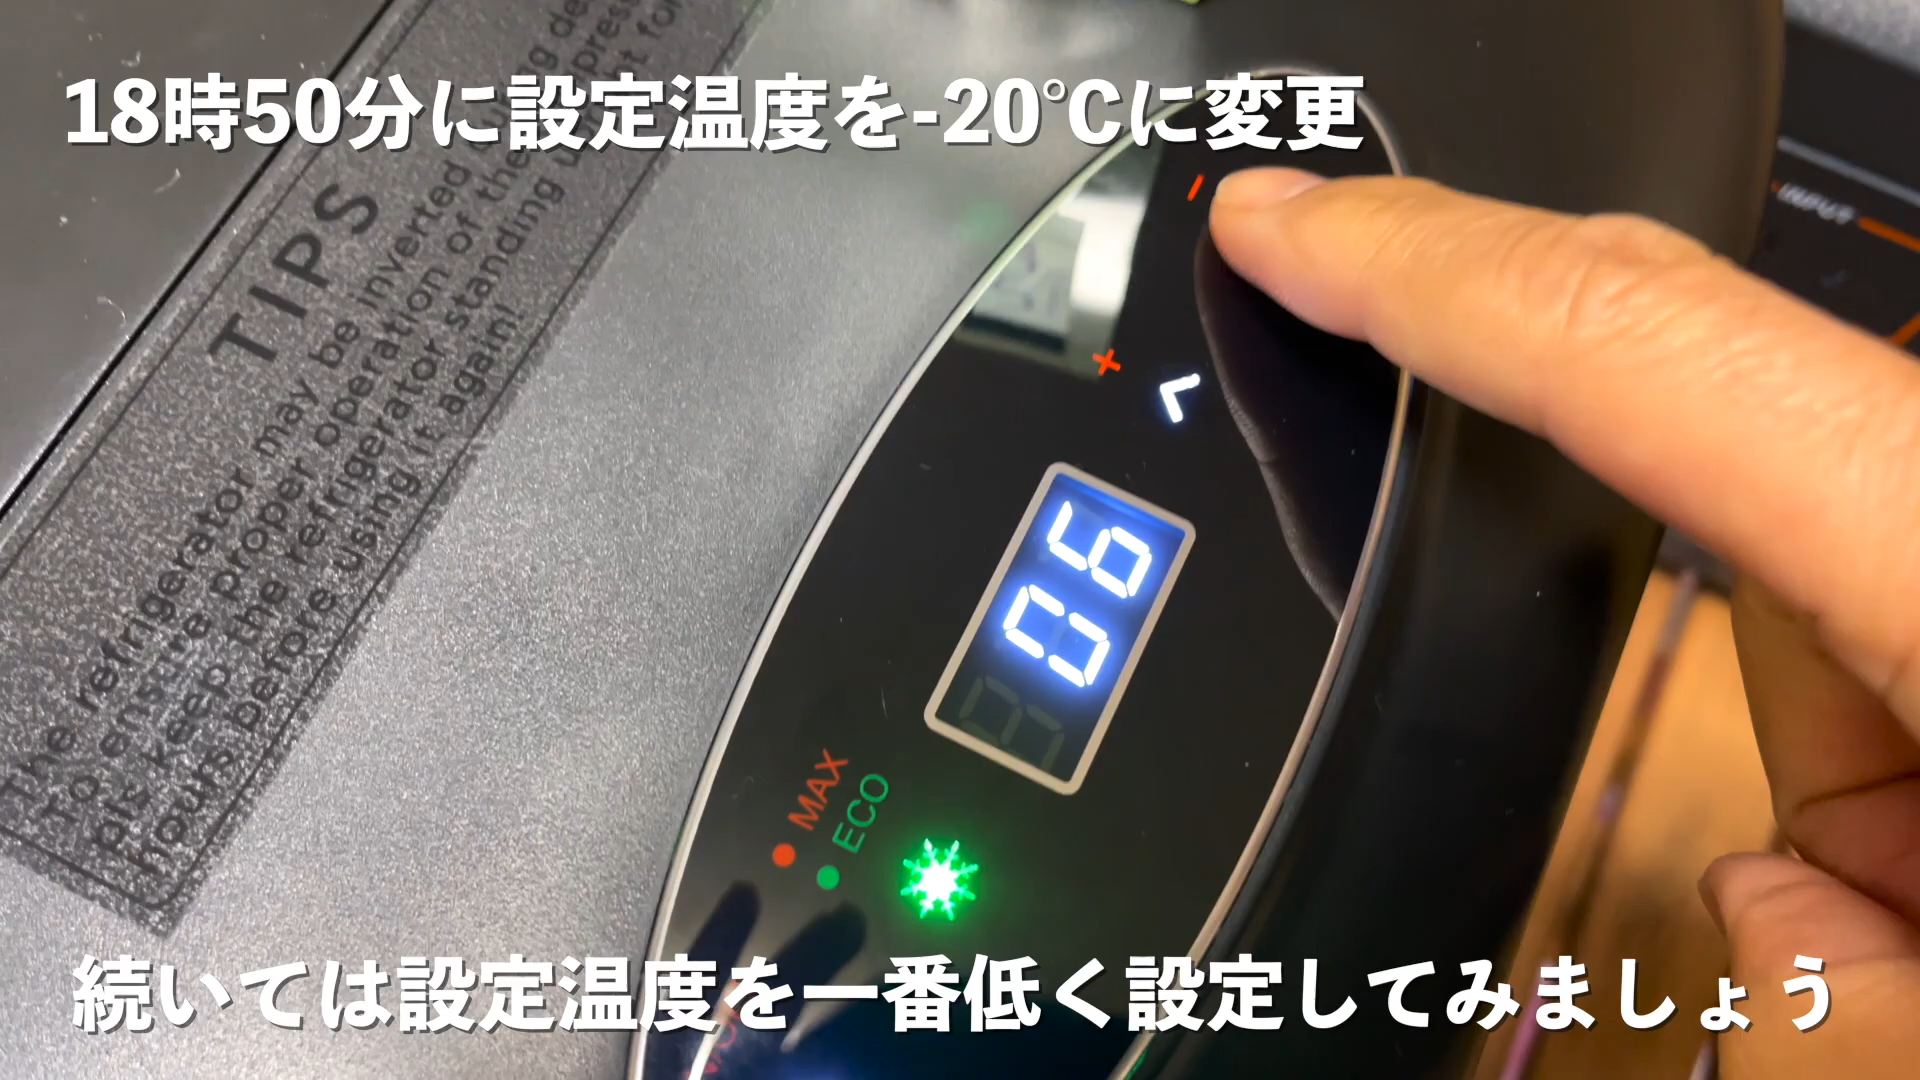 18時50分に設定温度を-20℃に変更
TIPS
The refrigerator may be inverted
To ensure proper operation of the
pls keep the refrigerator standing
hours before using it again!
INPUT
−
+
06
MAX
ECO
続いては設定温度を一番低く設定してみましょう